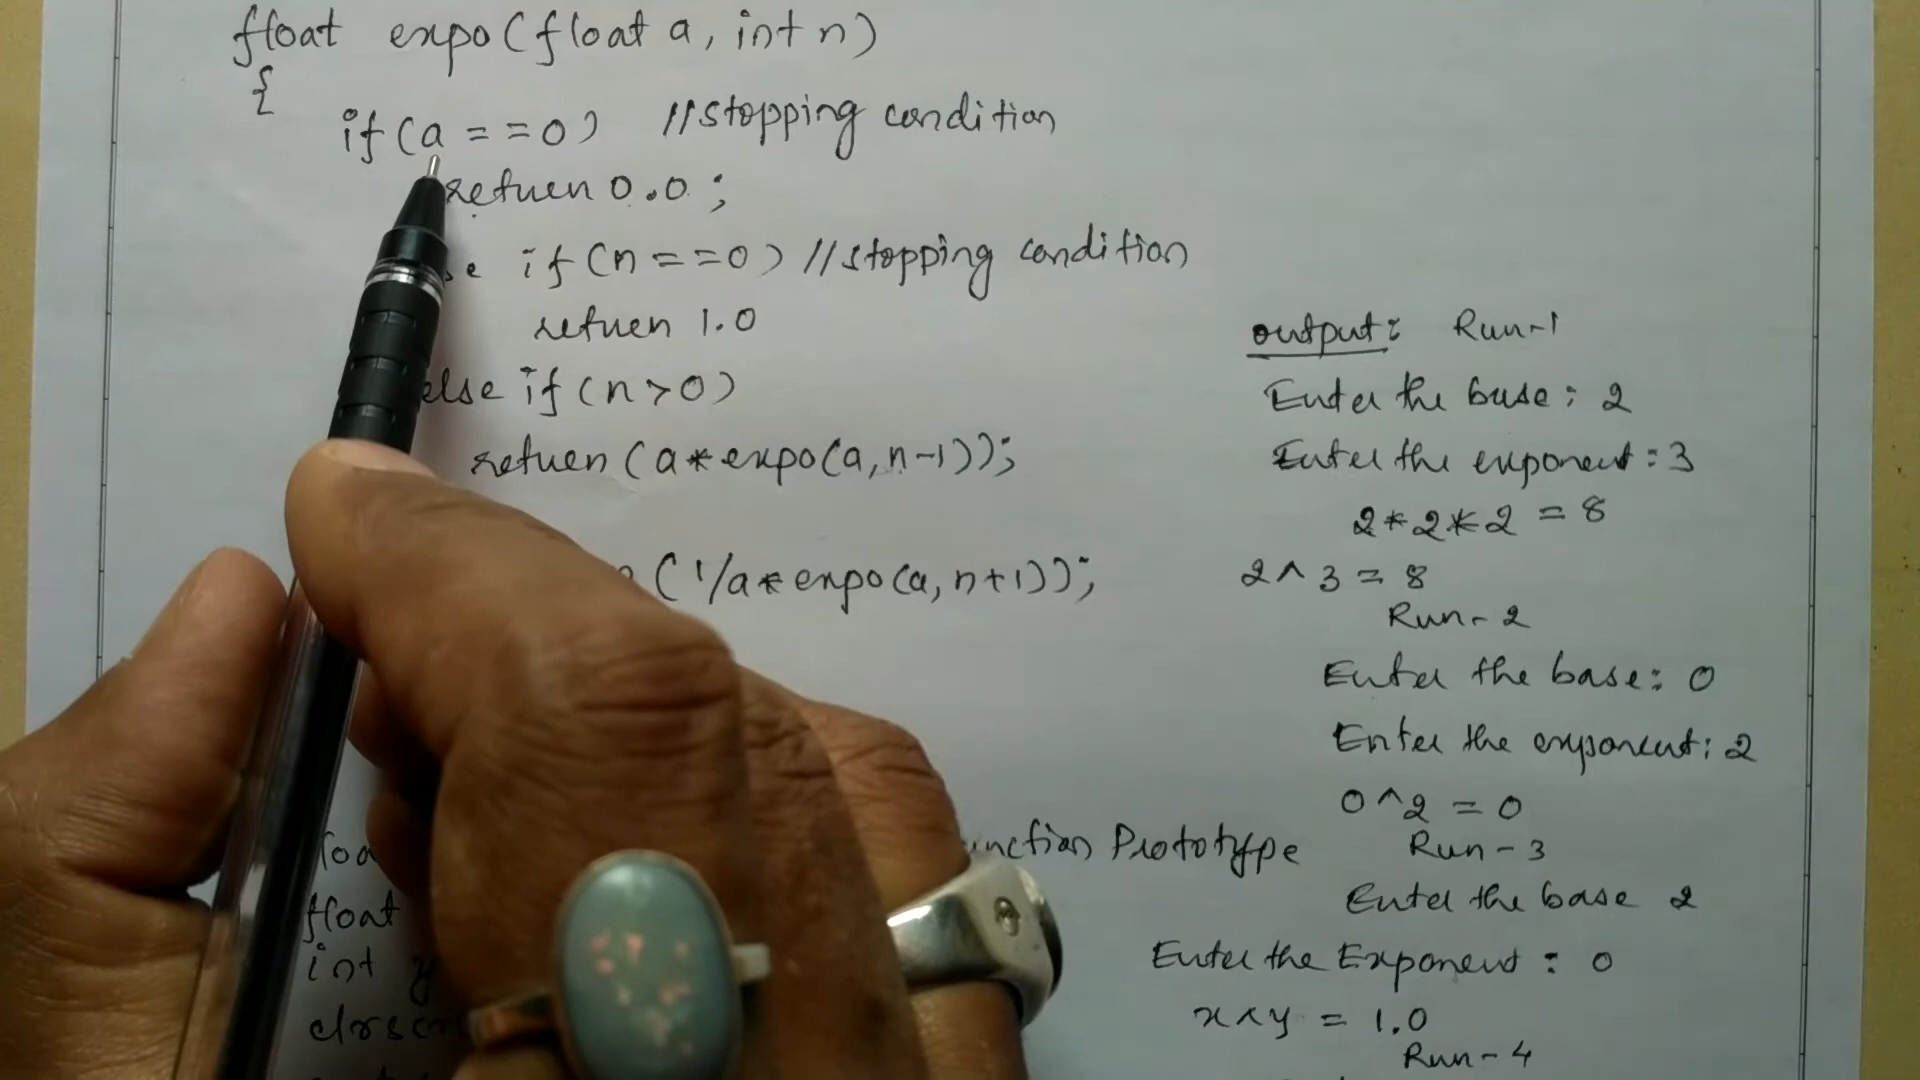 float expo(float a, int n)
{
if(a==0) //stopping condition
return 0.0;
if(n==0) //stopping condition
return 1.0
else if(n>0)
return(a*expo(a,n-1));
(1/a*expo(a,n+1));
Function Prototype
float
int y
output: Run-1
Enter the base: 2
Enter the exponent: 3
2*2*2 = 8
2^3 = 8
Run-2
Enter the base: 0
Enter the exponent: 2
0^2 = 0
Run-3
Enter the base 2
Enter the Exponent: 0
x^y = 1.0
Run-4